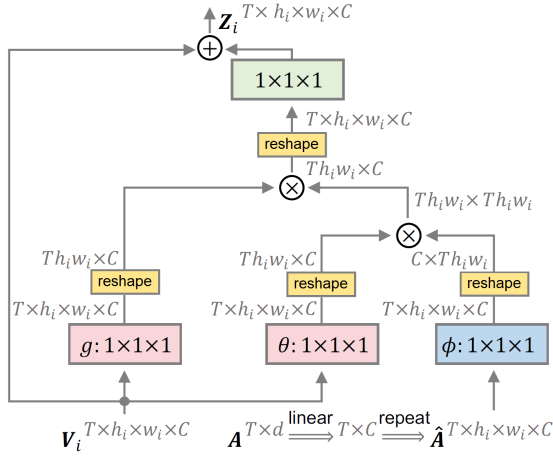 Z_i^{T×h_i×w_i×C}
+
1×1×1
T×h_i×w_i×C
reshape
Th_iw_i×C
×
Th_iw_i×Th_iw_i
×
Th_iw_i×C Th_iw_i×C C×Th_iw_i
reshape reshape reshape
T×h_i×w_i×C T×h_i×w_i×C T×h_i×w_i×C
g: 1×1×1 θ: 1×1×1 ϕ: 1×1×1
V_i^{T×h_i×w_i×C} A^{T×d} linear ⟹ T×C repeat ⟹ Â^{T×h_i×w_i×C}